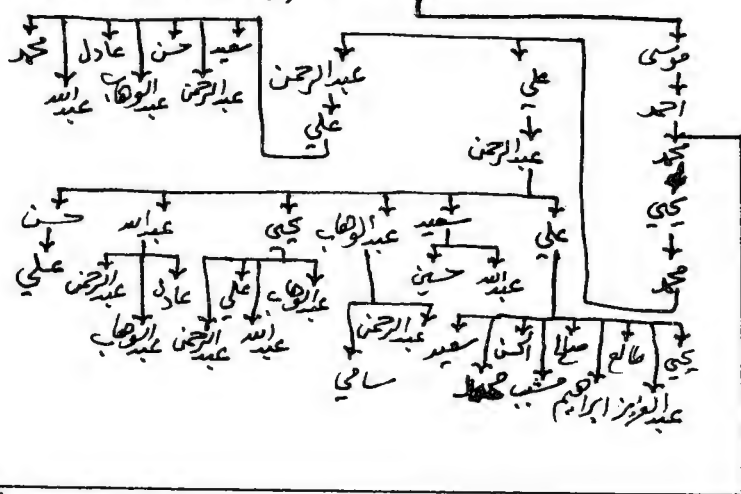 سعيد حسن عادل محمد
عبدالرحمن عبدالوهاب عبدالله
موسى
احمد
محمد
يحيى
محمد
علي عبدالرحمن
عبدالرحمن علي
علي سعيد عبدالوهاب يحيى عبدالله حسن
عبدالله حسين عبدالوهاب علي عادل عبدالرحمن علي
عبدالرحمن عبدالله عبدالرحمن عبدالوهاب
سامي
يحيى صالح سعيد
عبدالعزيز ابراهيم